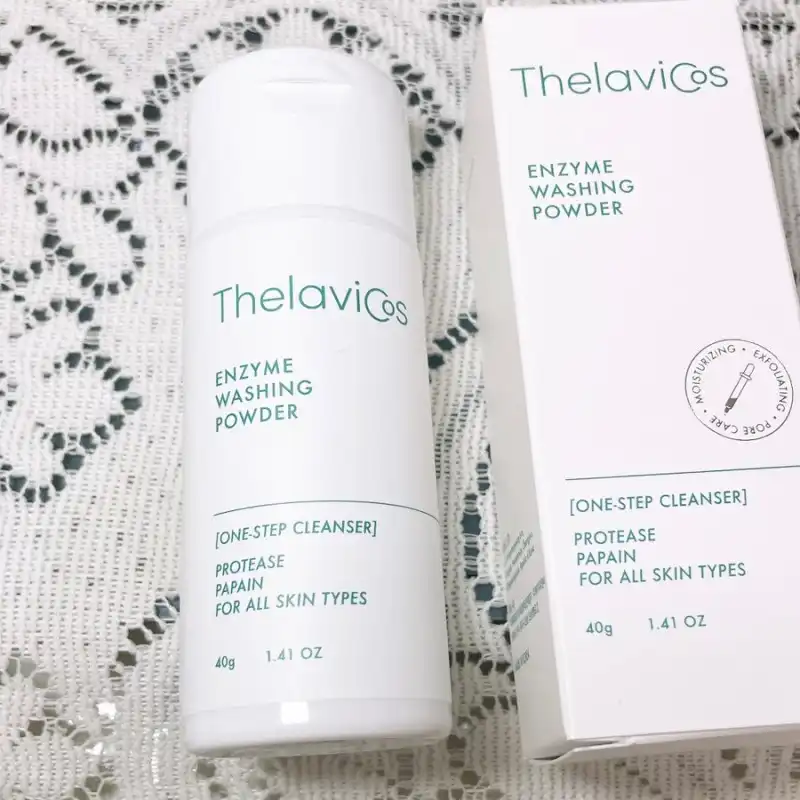 ThelaviCos
ENZYME
WASHING
POWDER
[ONE-STEP CLEANSER]
PROTEASE
PAPAIN
FOR ALL SKIN TYPES
40g 1.41 OZ
ThelaviCos
ENZYME
WASHING
POWDER
MOISTURIZING • EXFOLIATING • PORE CARE •
[ONE-STEP CLEANSER]
PROTEASE
PAPAIN
FOR ALL SKIN TYPES
40g 1.41 OZ